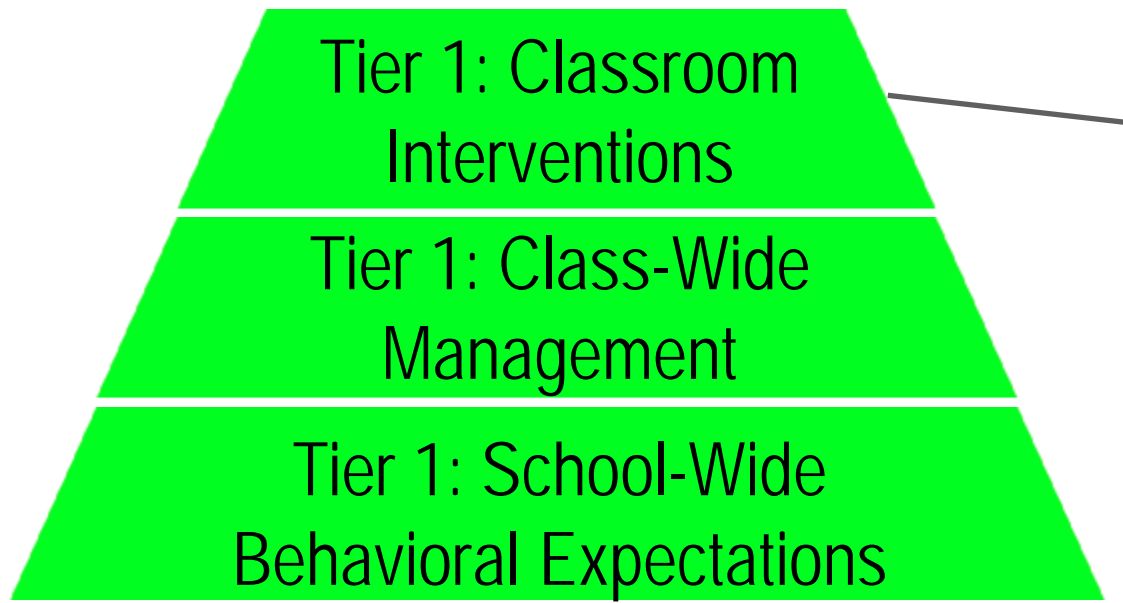 Tier 1: Classroom
Interventions
Tier 1: Class-Wide
Management
Tier 1: School-Wide
Behavioral Expectations